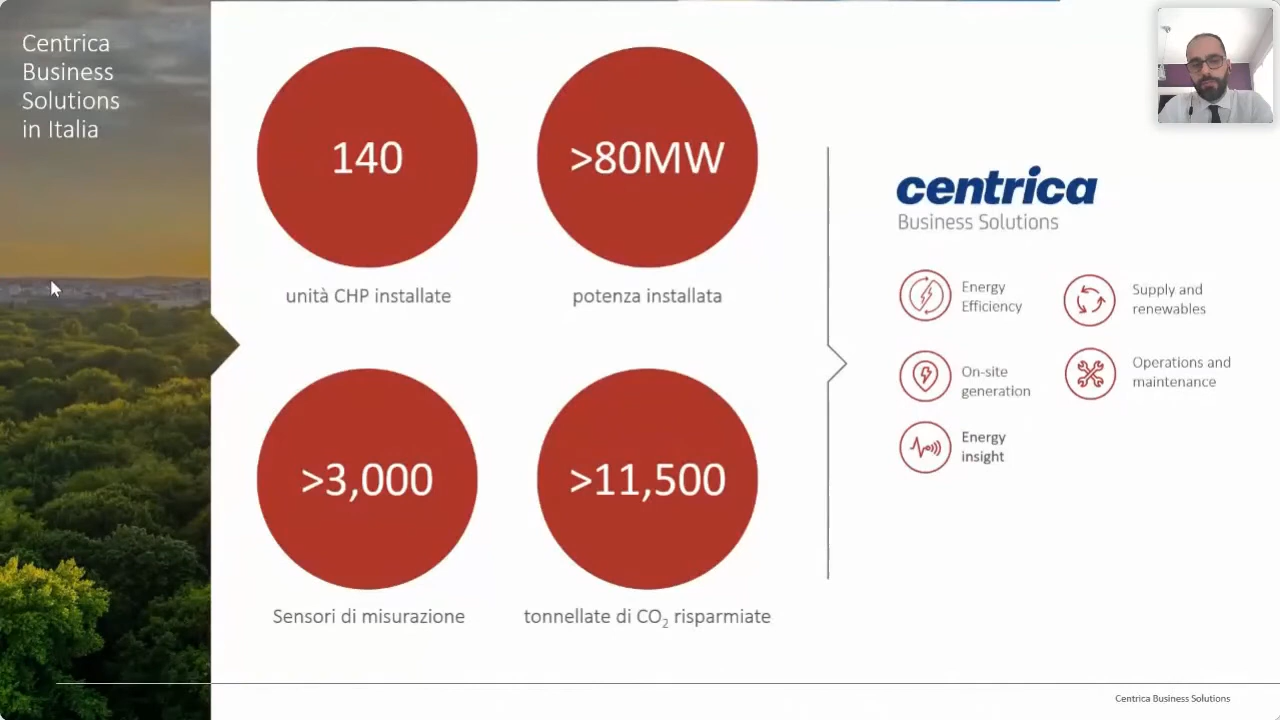 Centrica
Business
Solutions
in Italia
140
unità CHP installate
>80MW
potenza installata
>3,000
Sensori di misurazione
>11,500
tonnellate di CO₂ risparmiate
centrica
Business Solutions
Energy
Efficiency
Supply and
renewables
On-site
generation
Operations and
maintenance
Energy
insight
Centrica Business Solutions